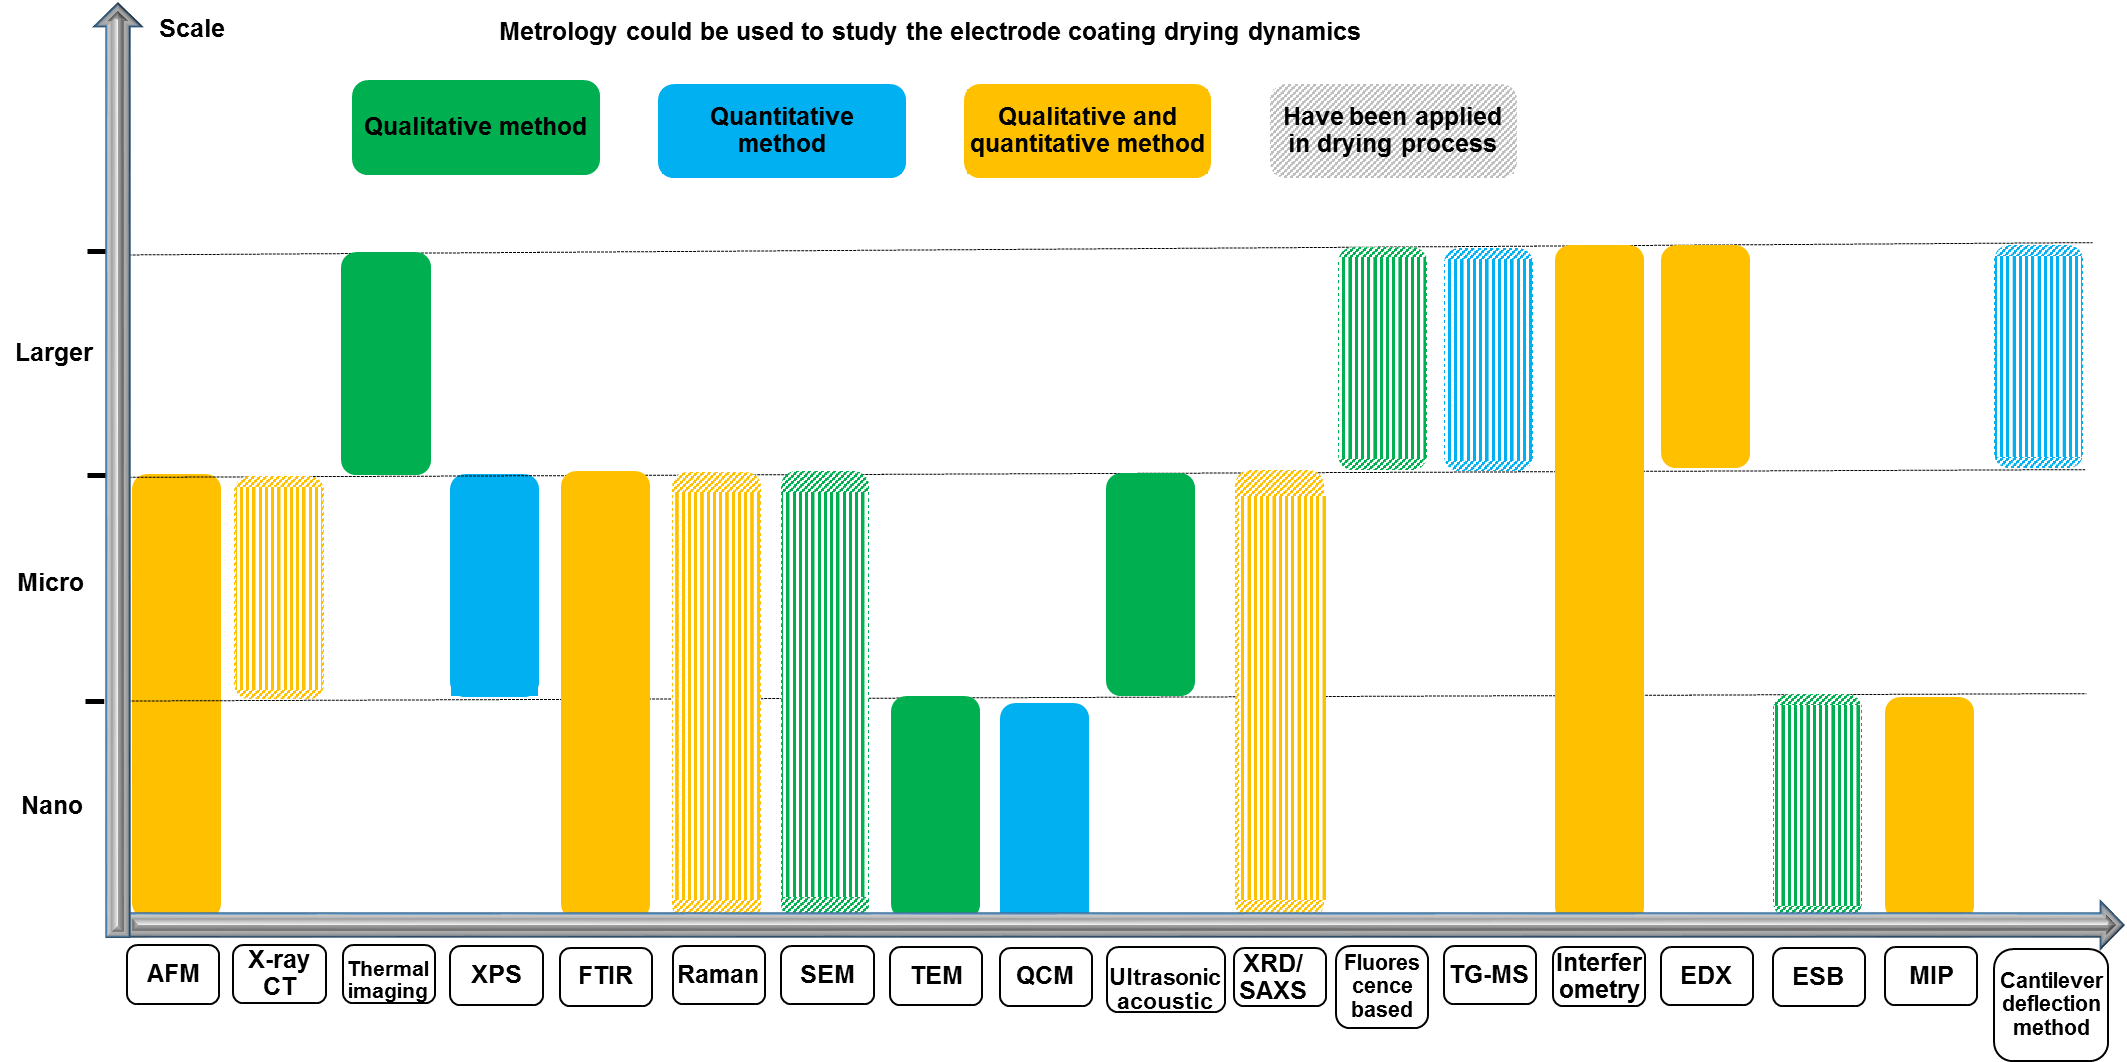 Scale
Metrology could be used to study the electrode coating drying dynamics
Qualitative method
Quantitative
method
Qualitative and
quantitative method
Have been applied
in drying process
Larger
Micro
Nano
AFM
X-ray
CT
Thermal
imaging
XPS
FTIR
Raman
SEM
TEM
QCM
Ultrasonic
acoustic
XRD/
SAXS
Fluores
cence
based
TG-MS
Interfer
ometry
EDX
ESB
MIP
Cantilever
deflection
method